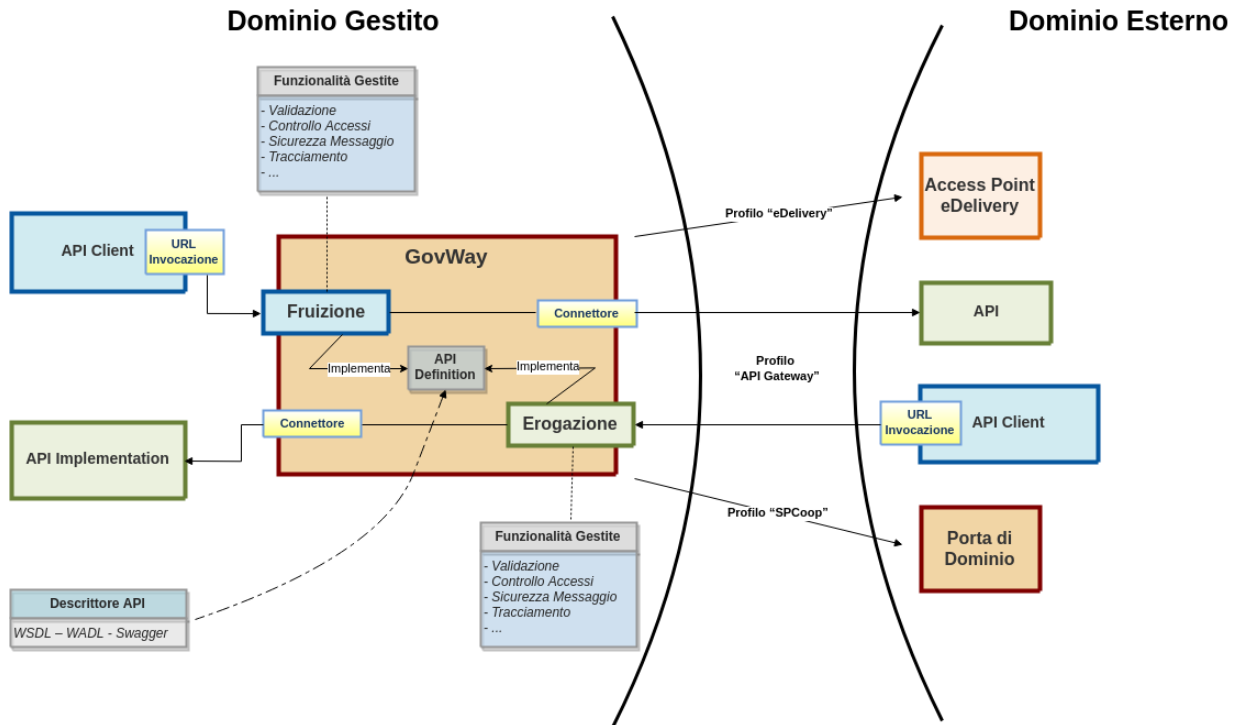 Dominio Gestito
Dominio Esterno
Funzionalità Gestite
- Validazione
- Controllo Accessi
- Sicurezza Messaggio
- Tracciamento
- ...
Access Point
eDelivery
Profilo “eDelivery”
API Client
URL
Invocazione
GovWay
Fruizione
Connettore
API
Implementa
API
Definition
Implementa
Profilo
“API Gateway”
Connettore
Erogazione
URL
Invocazione
API Client
API Implementation
Profilo “SPCoop”
Porta di
Dominio
Funzionalità Gestite
- Validazione
- Controllo Accessi
- Sicurezza Messaggio
- Tracciamento
- ...
Descrittore API
WSDL – WADL - Swagger